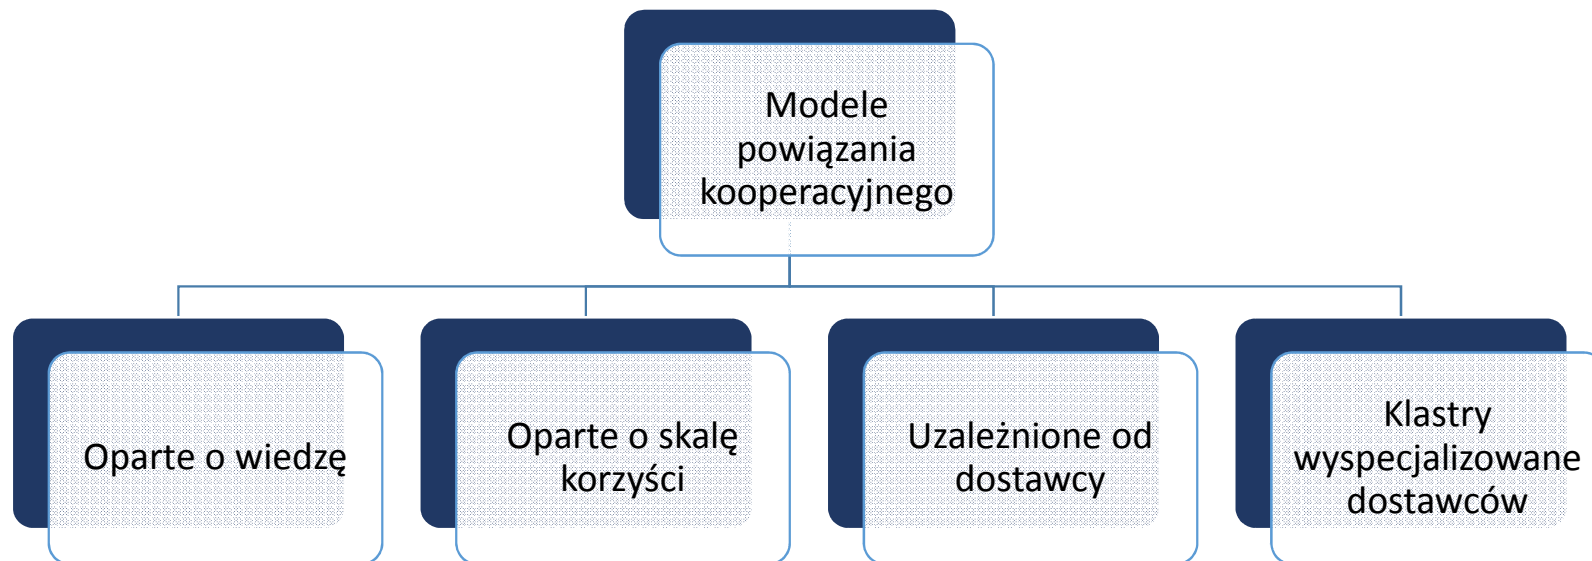 Modele
powiązania
kooperacyjnego
Oparte o wiedzę
Oparte o skalę
korzyści
Uzależnione od
dostawcy
Klastry
wyspecjalizowane
dostawców